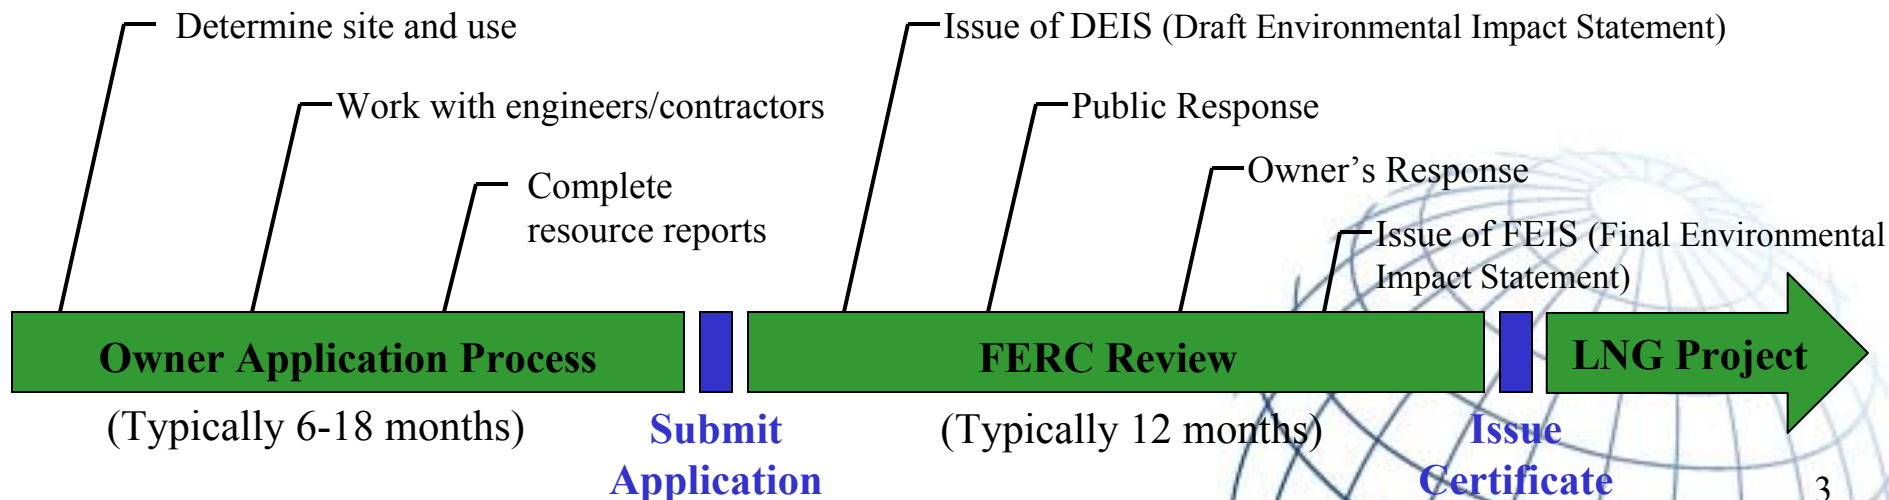 Determine site and use
Issue of DEIS (Draft Environmental Impact Statement)
Work with engineers/contractors
Public Response
Complete
resource reports
Owner’s Response
Issue of FEIS (Final Environmental
Impact Statement)
Owner Application Process
FERC Review
LNG Project
(Typically 6-18 months)
Submit
Application
(Typically 12 months)
Issue
Certificate
3